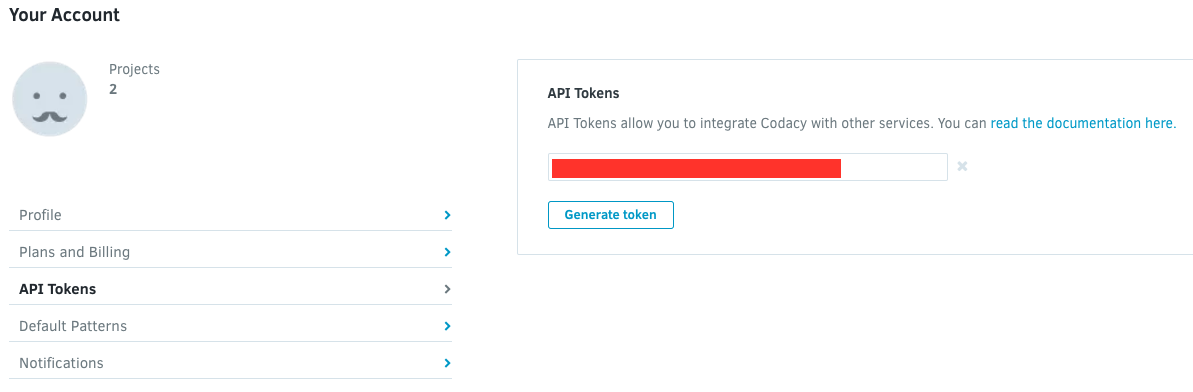 Your Account
Projects
2
Profile
Plans and Billing
API Tokens
Default Patterns
Notifications
API Tokens
API Tokens allow you to integrate Codacy with other services. You can read the documentation here.
Generate token